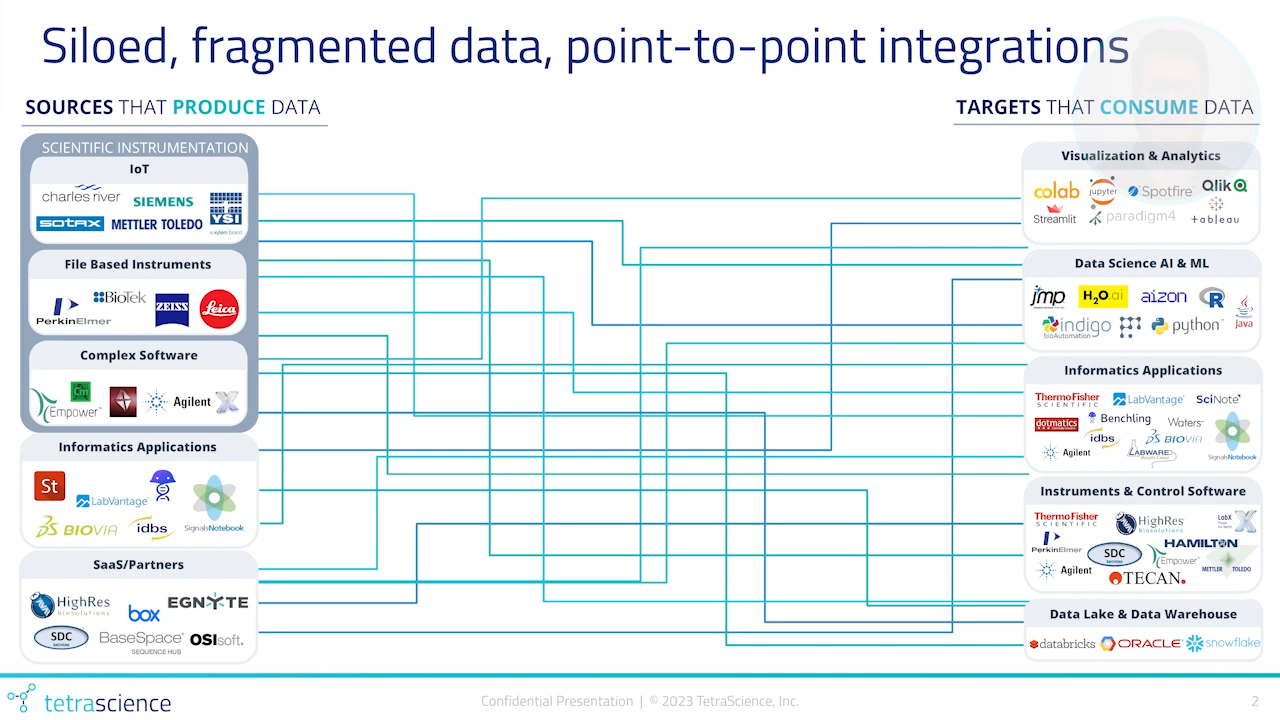 Siloed, fragmented data, point-to-point integrations
SOURCES THAT PRODUCE DATA
TARGETS THAT CONSUME DATA
SCIENTIFIC INSTRUMENTATION
IoT
charles river
SIEMENS
YSI
a xylem brand
SOTAX
METTLER TOLEDO
File Based Instruments
PerkinElmer
BioTek
ZEISS
Leica
Complex Software
Empower
Cm
Agilent
Informatics Applications
St
LabVantage
BIOVIA
idbs
SignalsNotebook
SaaS/Partners
HighRes
biosolutions
box
EGNYTE
SDC
BaseSpace
SEQUENCE HUB
OSIsoft.
Visualization & Analytics
colab
jupyter
Spotfire
Qlik
Streamlit
paradigm4
+ableau
Data Science AI & ML
jmp
H2O.ai
aizon
R
indigo
bioAutomation
python
Java
Informatics Applications
ThermoFisher
SCIENTIFIC
LabVantage
SciNote
dotmatics
Benchling
Waters
idbs
BIOVIA
Agilent
LABWARE
SignalsNotebook
Instruments & Control Software
ThermoFisher
SCIENTIFIC
HighRes
biosolutions
LabX
PerkinElmer
SDC
HAMILTON
Empower
Agilent
TECAN.
METTLER TOLEDO
Data Lake & Data Warehouse
databricks
ORACLE
snowflake
tetrascience
Confidential Presentation | © 2023 TetraScience, Inc.
2